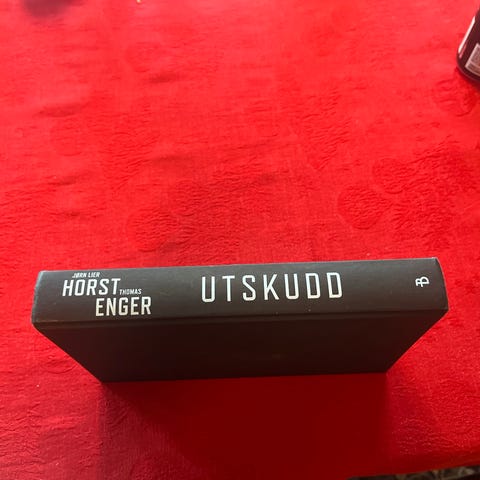 JØRN LIER
HORST
THOMAS
ENGER
UTSKUDD